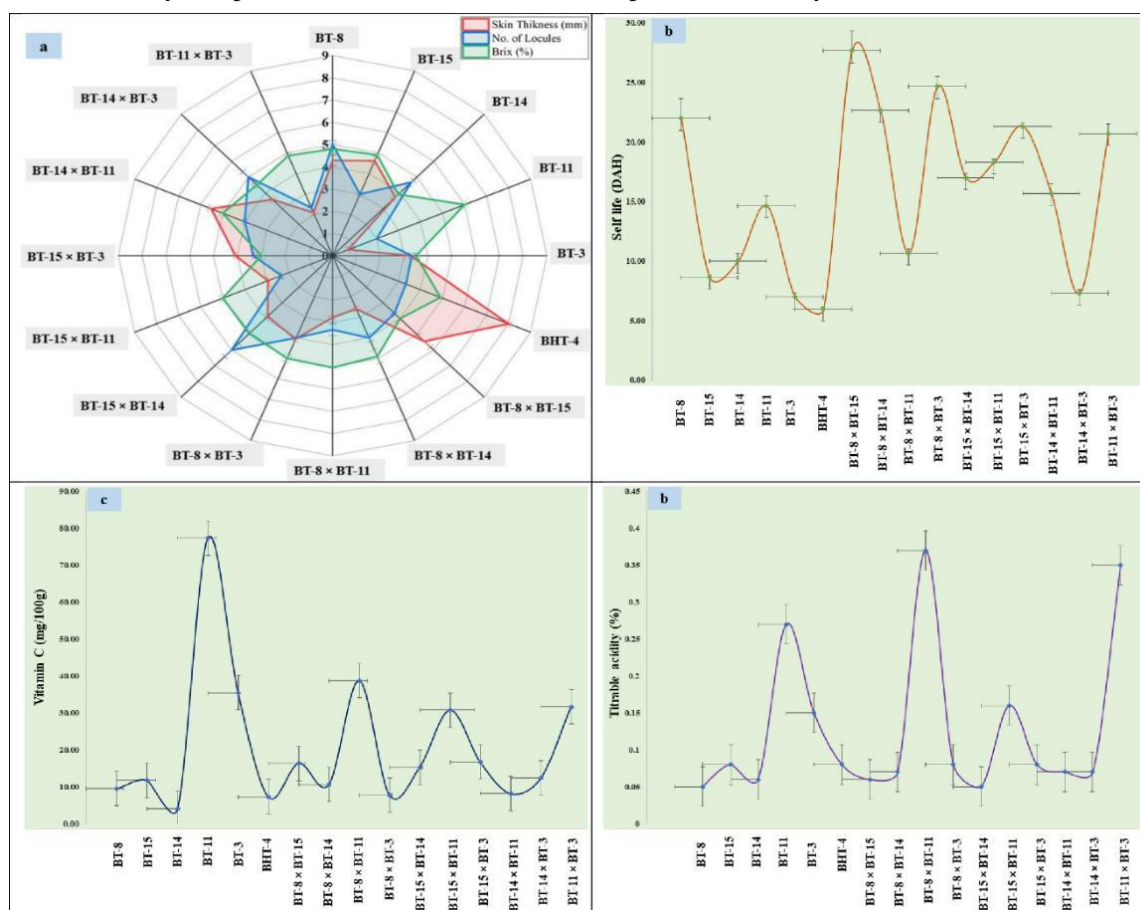 a
Skin Thikness (mm)
No. of Locules
Brix (%)
BT-8
BT-15
BT-14
BT-11
BT-3
BHT-4
BT-8 × BT-15
BT-8 × BT-14
BT-8 × BT-11
BT-8 × BT-3
BT-15 × BT-14
BT-15 × BT-11
BT-15 × BT-3
BT-14 × BT-11
BT-14 × BT-3
BT-11 × BT-3
9
8
7
6
5
4
3
2
1
0
b
Self life (DAH)
30.00
25.00
20.00
15.00
10.00
5.00
0.00
BT-8
BT-15
BT-14
BT-11
BT-3
BHT-4
BT-8 × BT-15
BT-8 × BT-14
BT-8 × BT-11
BT-8 × BT-3
BT-15 × BT-14
BT-15 × BT-11
BT-15 × BT-3
BT-14 × BT-11
BT-14 × BT-3
BT-11 × BT-3
c
Vitamin C (mg/100g)
90.00
80.00
70.00
60.00
50.00
40.00
30.00
20.00
10.00
0.00
BT-8
BT-15
BT-14
BT-11
BT-3
BHT-4
BT-8 × BT-15
BT-8 × BT-14
BT-8 × BT-11
BT-8 × BT-3
BT-15 × BT-14
BT-15 × BT-11
BT-15 × BT-3
BT-14 × BT-11
BT-14 × BT-3
BT-11 × BT-3
b
Titrable acidity (%)
0.45
0.4
0.35
0.3
0.25
0.2
0.15
0.1
0.05
0
BT-8
BT-15
BT-14
BT-11
BT-3
BHT-4
BT-8 × BT-15
BT-8 × BT-14
BT-8 × BT-11
BT-8 × BT-3
BT-15 × BT-14
BT-15 × BT-11
BT-15 × BT-3
BT-14 × BT-11
BT-14 × BT-3
BT-11 × BT-3